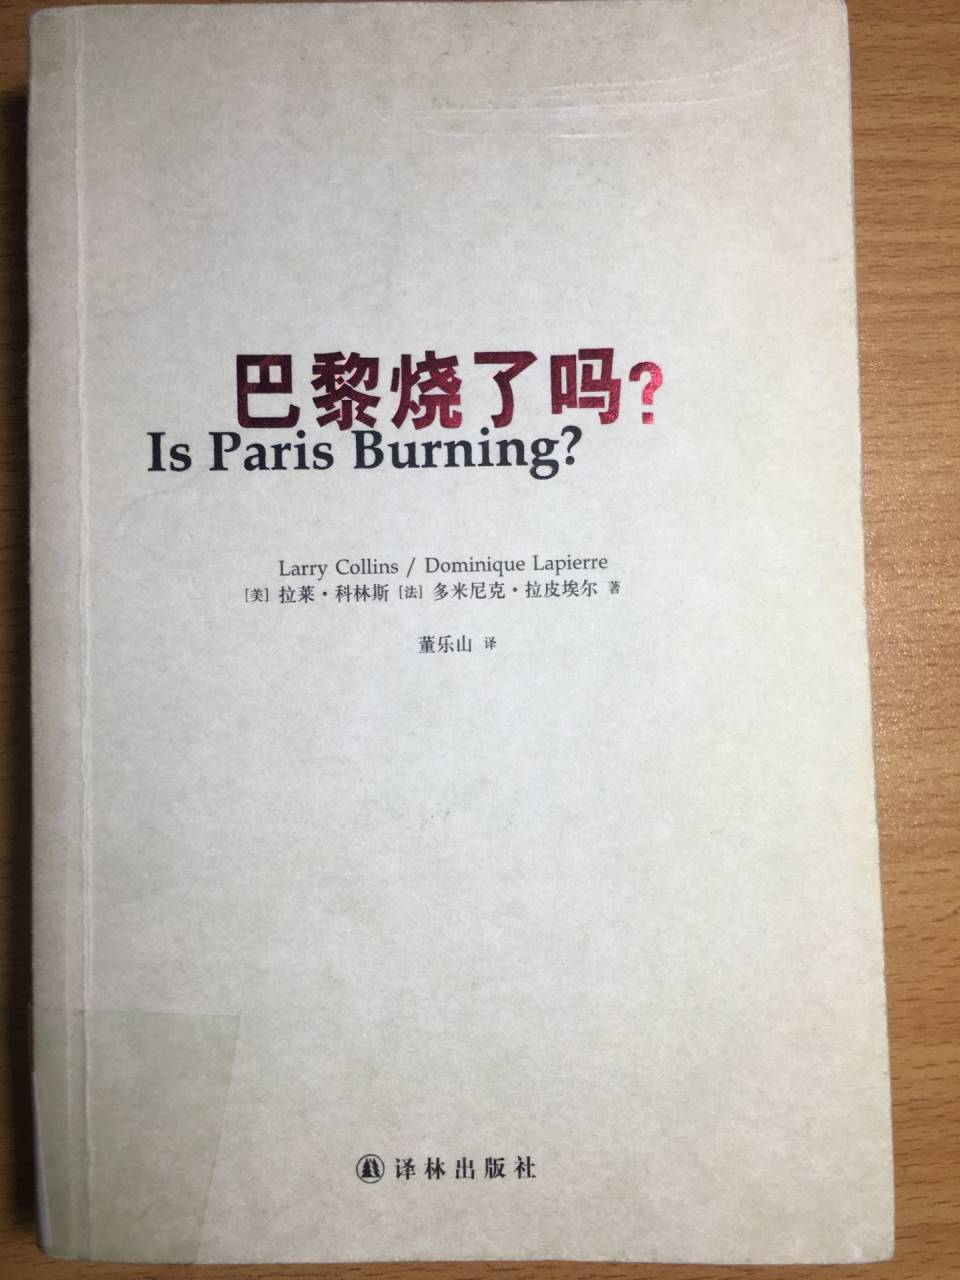 巴黎烧了吗?
Is Paris Burning?
Larry Collins / Dominique Lapierre
[美] 拉莱·科林斯 [法] 多米尼克·拉皮埃尔 著
董乐山 译
译林出版社